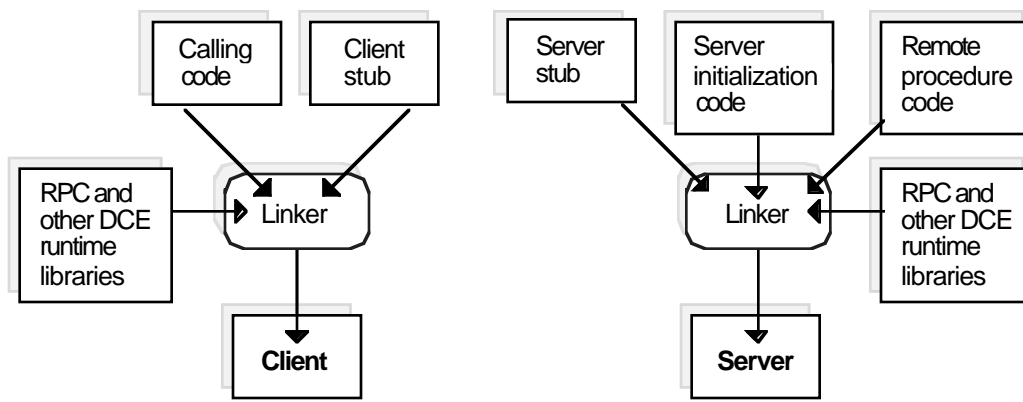 Calling
code
Client
stub
Server
stub
Server
initialization
code
Remote
procedure
code
RPC and
other DCE
runtime
libraries
Linker
Linker
RPC and
other DCE
runtime
libraries
Client
Server